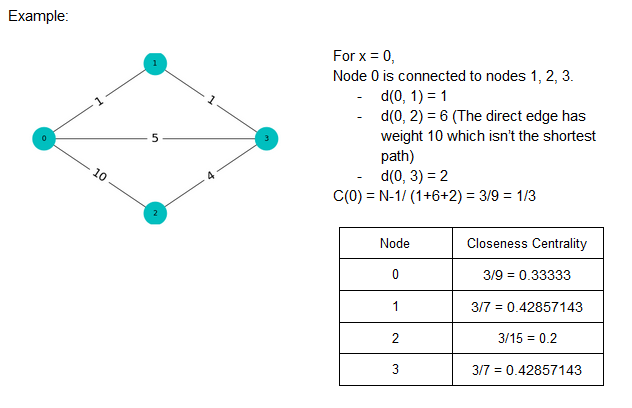 Example:
1
1
1
0
5
3
10
4
2
For x = 0,
Node 0 is connected to nodes 1, 2, 3.
- d(0, 1) = 1
- d(0, 2) = 6 (The direct edge has
weight 10 which isn't the shortest
path)
- d(0, 3) = 2
C(0) = N-1/ (1+6+2) = 3/9 = 1/3
Node Closeness Centrality
0 3/9 = 0.33333
1 3/7 = 0.42857143
2 3/15 = 0.2
3 3/7 = 0.42857143